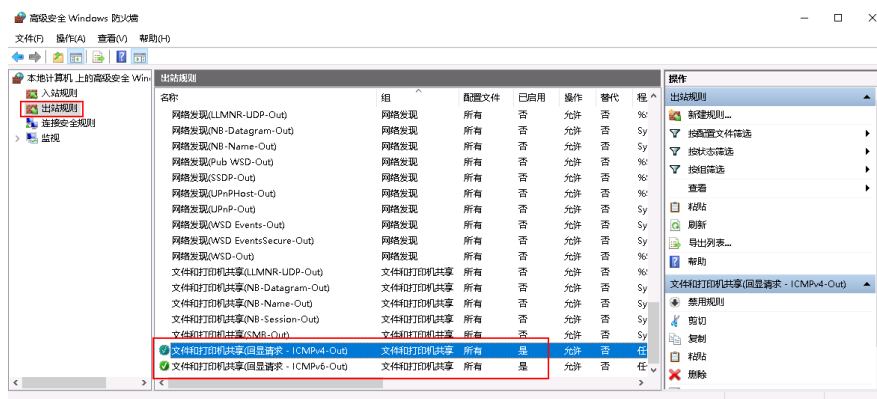 高级安全 Windows 防火墙
文件(F) 操作(A) 查看(V) 帮助(H)
本地计算机 上的高级安全 Win
入站规则
出站规则
连接安全规则
监视
出站规则
名称 组 配置文件 已启用 操作 替代 程
网络发现(LLMNR-UDP-Out) 网络发现 所有 否 允许 否 %
网络发现(NB-Datagram-Out) 网络发现 所有 否 允许 否 Sy
网络发现(NB-Name-Out) 网络发现 所有 否 允许 否 Sy
网络发现(Pub WSD-Out) 网络发现 所有 否 允许 否 %
网络发现(SSDP-Out) 网络发现 所有 否 允许 否 %
网络发现(UPnPHost-Out) 网络发现 所有 否 允许 否 %
网络发现(UPnP-Out) 网络发现 所有 否 允许 否 Sy
网络发现(WSD Events-Out) 网络发现 所有 否 允许 否 Sy
网络发现(WSD EventsSecure-Out) 网络发现 所有 否 允许 否 Sy
网络发现(WSD-Out) 网络发现 所有 否 允许 否 %
文件和打印机共享(LLMNR-UDP-Out) 文件和打印机共享 所有 否 允许 否 %
文件和打印机共享(NB-Datagram-Out) 文件和打印机共享 所有 否 允许 否 Sy
文件和打印机共享(NB-Name-Out) 文件和打印机共享 所有 否 允许 否 Sy
文件和打印机共享(NB-Session-Out) 文件和打印机共享 所有 否 允许 否 Sy
文件和打印机共享(SMB-Out) 文件和打印机共享 所有 否 允许 否 Sy
文件和打印机共享(回显请求 - ICMPv4-Out) 文件和打印机共享 所有 是 允许 否 任
文件和打印机共享(回显请求 - ICMPv6-Out) 文件和打印机共享 所有 是 允许 否 任
操作
出站规则
新建规则...
按配置文件筛选
按状态筛选
按组筛选
查看
粘贴
刷新
导出列表...
帮助
文件和打印机共享(回显请求 - ICMPv4-Out)
禁用规则
剪切
复制
粘贴
删除